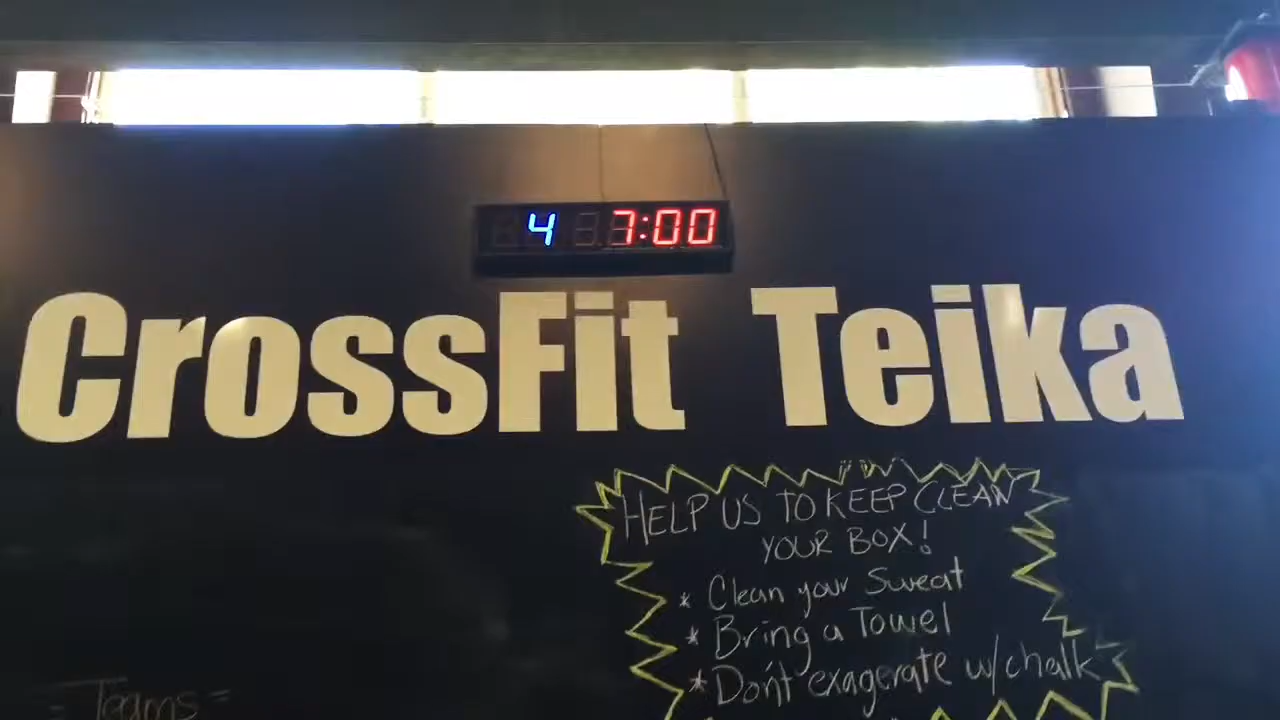 4 7:00
CrossFit Teika
HELP US TO KEEP CLEAN
YOUR BOX!
* Clean your Sweat
* Bring a Towel
* Don't exagerate w/chalk
= Teams =